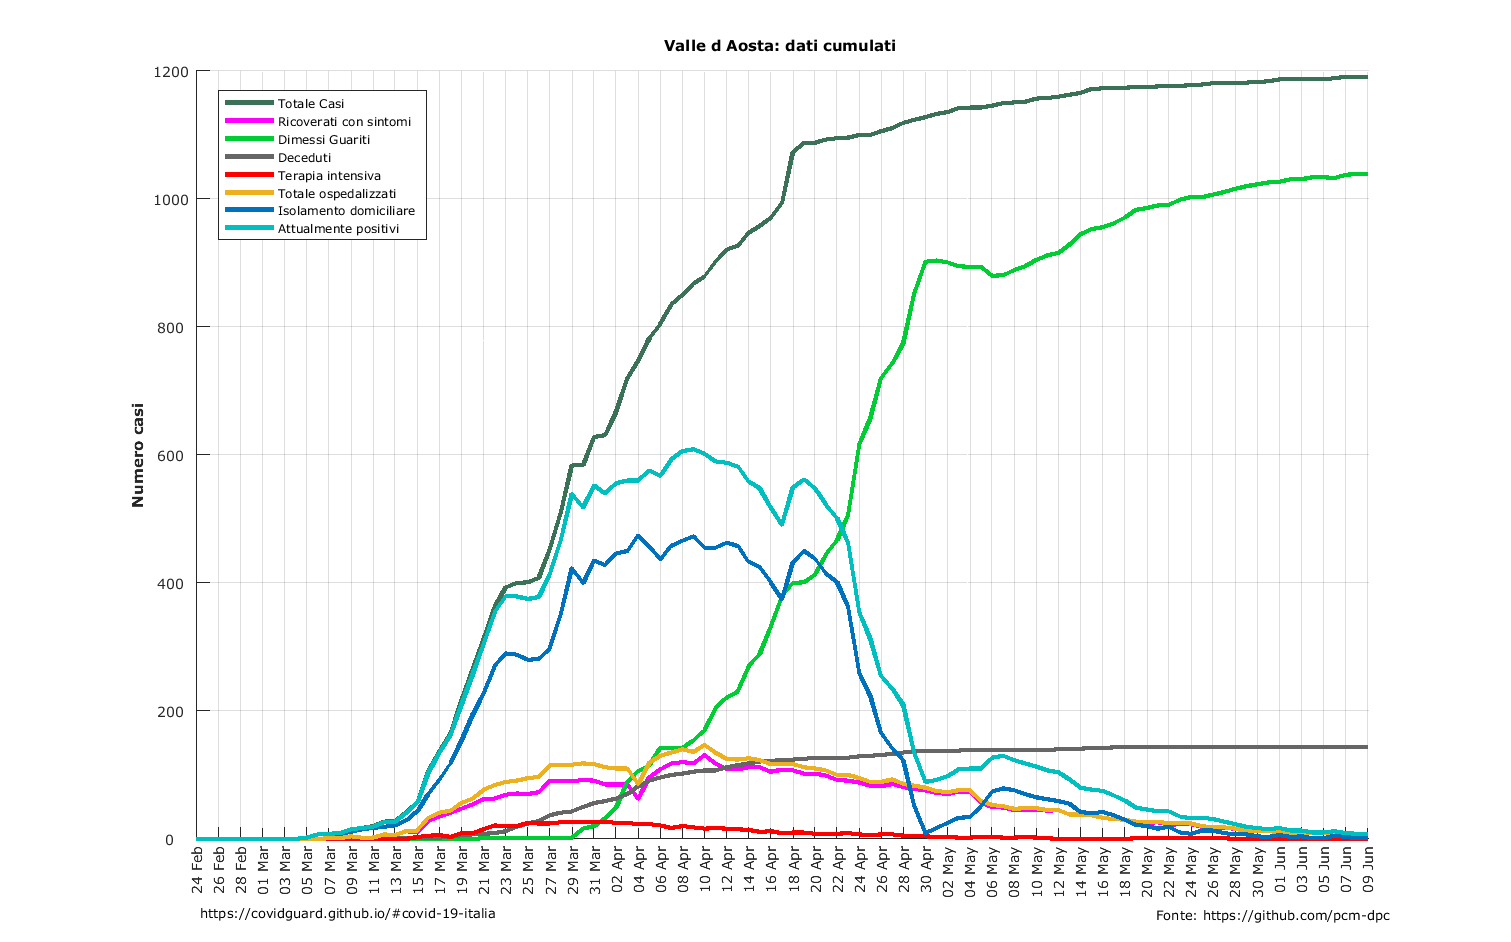 Valle d Aosta: dati cumulati
1200
1000
800
600
400
200
0
Numero casi
Totale Casi
Ricoverati con sintomi
Dimessi Guariti
Deceduti
Terapia intensiva
Totale ospedalizzati
Isolamento domiciliare
Attualmente positivi
24 Feb
26 Feb
28 Feb
01 Mar
03 Mar
05 Mar
07 Mar
09 Mar
11 Mar
13 Mar
15 Mar
17 Mar
19 Mar
21 Mar
23 Mar
25 Mar
27 Mar
29 Mar
31 Mar
02 Apr
04 Apr
06 Apr
08 Apr
10 Apr
12 Apr
14 Apr
16 Apr
18 Apr
20 Apr
22 Apr
24 Apr
26 Apr
28 Apr
30 Apr
02 May
04 May
06 May
08 May
10 May
12 May
14 May
16 May
18 May
20 May
22 May
24 May
26 May
28 May
30 May
01 Jun
03 Jun
05 Jun
07 Jun
09 Jun
https://covidguard.github.io/#covid-19-italia
Fonte: https://github.com/pcm-dpc